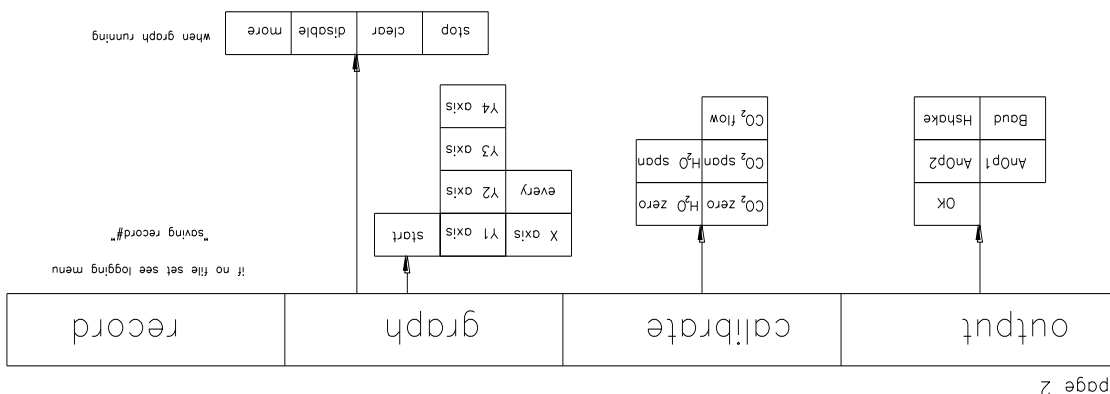 page 2
output calibrate graph record
OK
AnOp1 AnOp2
Baud Hshake
CO₂ zero H₂O zero
CO₂ span H₂O span
CO₂ flow
X axis Y1 axis start
every Y2 axis
Y3 axis
Y4 axis
stop clear disable more
when graph running
if no file set see logging menu
"saving record#"